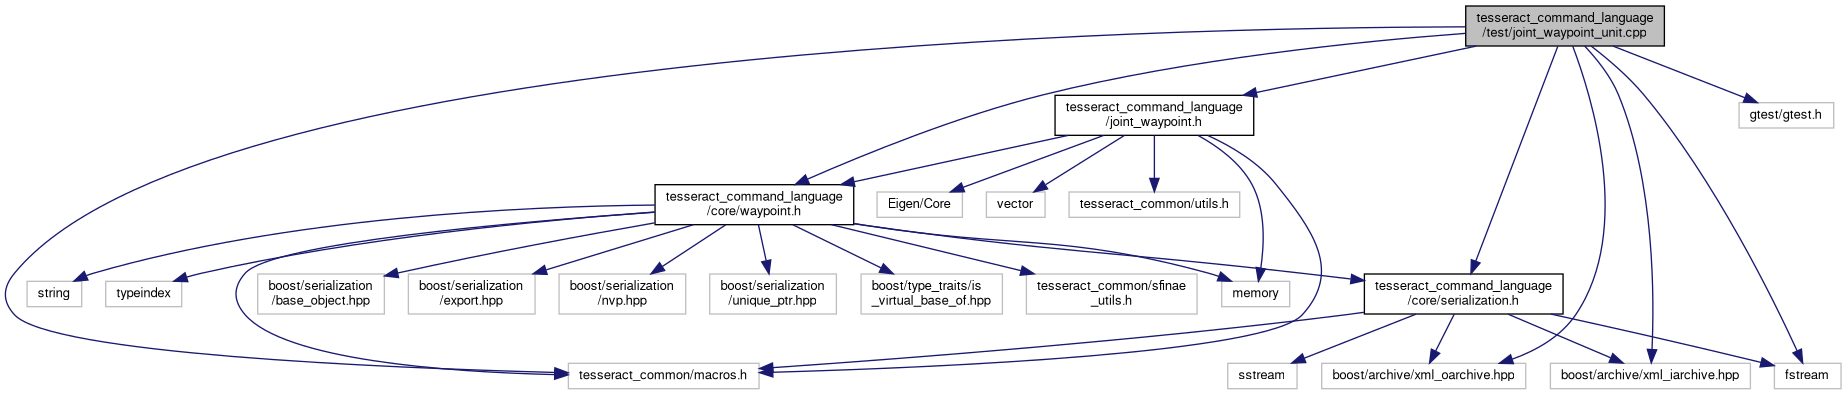 tesseract_command_language
/test/joint_waypoint_unit.cpp
tesseract_command_language
/joint_waypoint.h
gtest/gtest.h
tesseract_command_language
/core/waypoint.h
Eigen/Core
vector
tesseract_common/utils.h
string
typeindex
boost/serialization
/base_object.hpp
boost/serialization
/export.hpp
boost/serialization
/nvp.hpp
boost/serialization
/unique_ptr.hpp
boost/type_traits/is
_virtual_base_of.hpp
tesseract_common/sfinae
_utils.h
memory
tesseract_command_language
/core/serialization.h
tesseract_common/macros.h
sstream
boost/archive/xml_oarchive.hpp
boost/archive/xml_iarchive.hpp
fstream